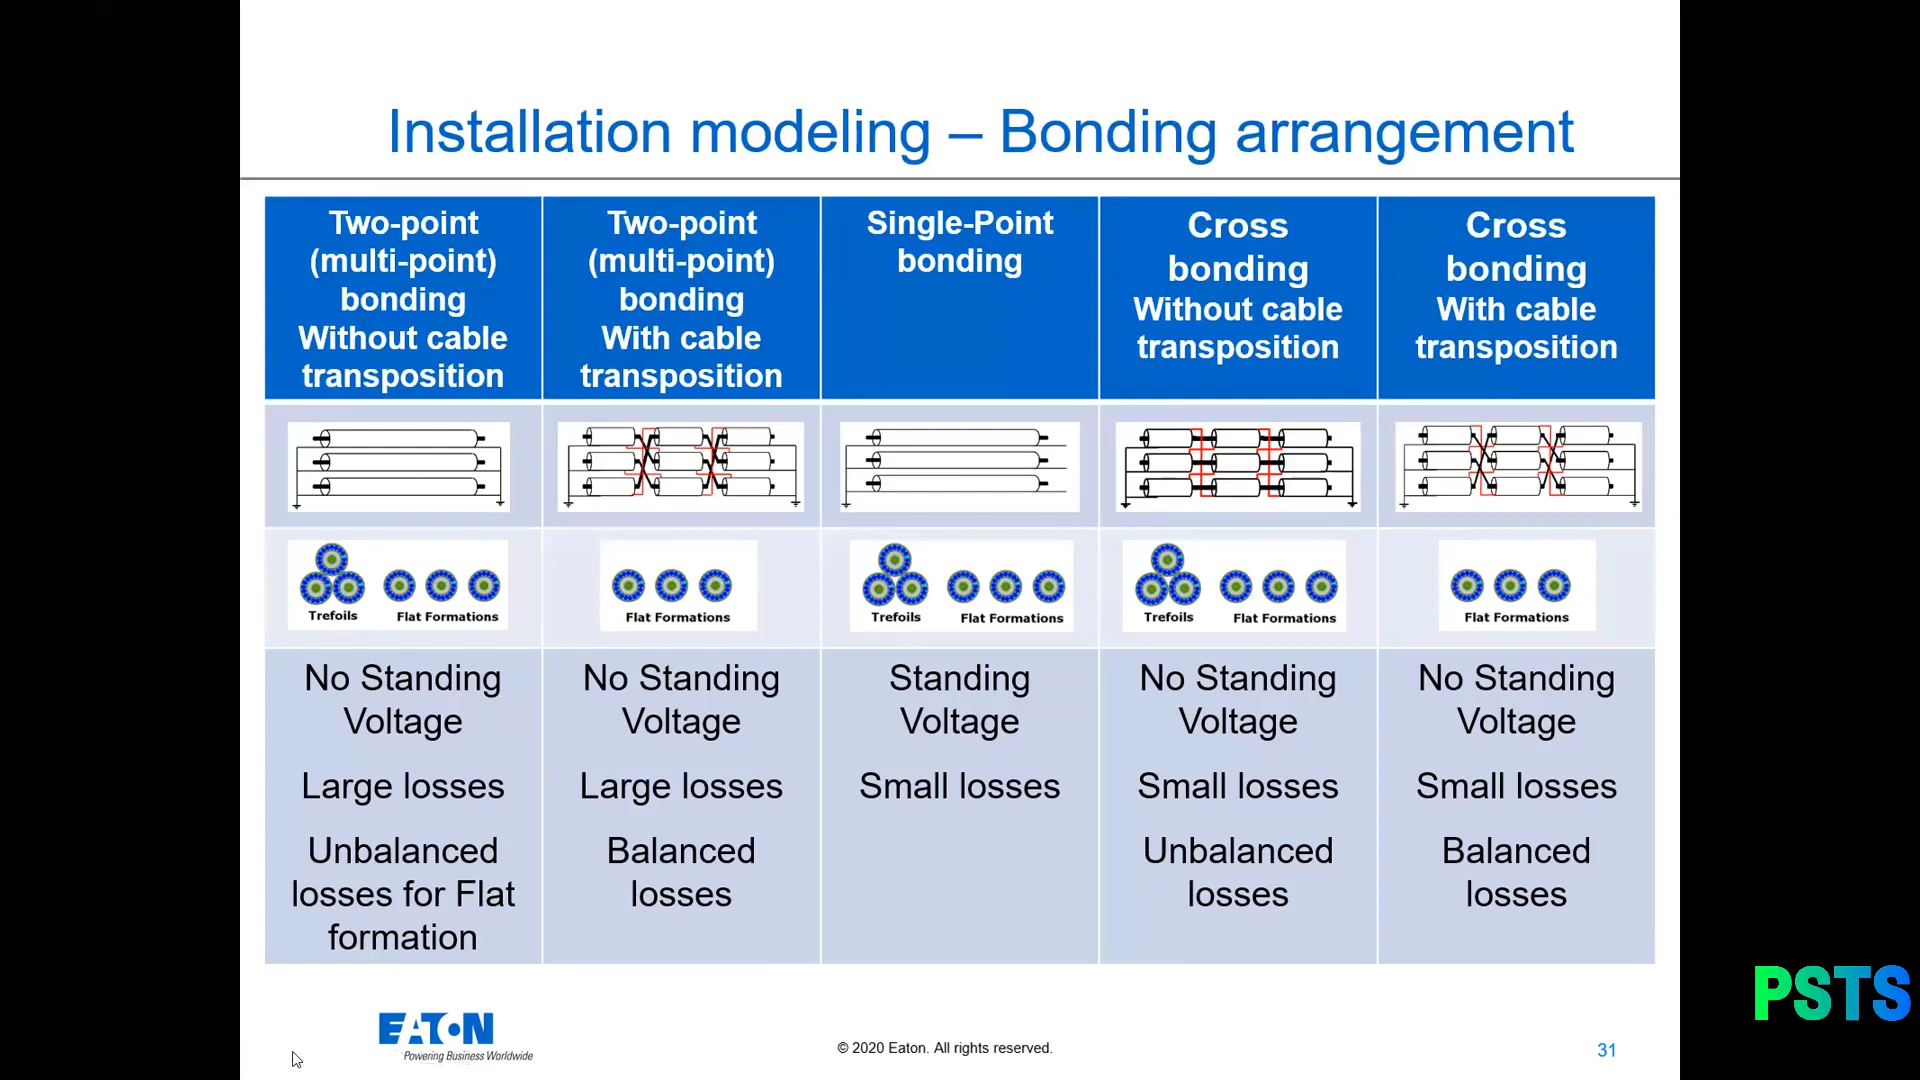 Installation modeling – Bonding arrangement
Two-point
(multi-point)
bonding
Without cable
transposition
Two-point
(multi-point)
bonding
With cable
transposition
Single-Point
bonding
Cross
bonding
Without cable
transposition
Cross
bonding
With cable
transposition
Trefoils Flat Formations
Flat Formations
Trefoils Flat Formations
Trefoils Flat Formations
Flat Formations
No Standing
Voltage
Large losses
Unbalanced
losses for Flat
formation
No Standing
Voltage
Large losses
Balanced
losses
Standing
Voltage
Small losses
No Standing
Voltage
Small losses
Unbalanced
losses
No Standing
Voltage
Small losses
Balanced
losses
PSTS
EATON
Powering Business Worldwide
© 2020 Eaton. All rights reserved.
31